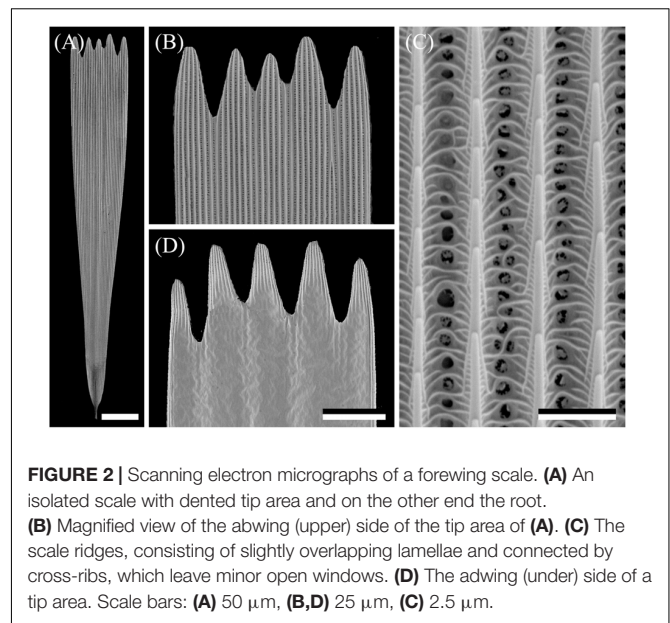 (A)
(B)
(C)
(D)
FIGURE 2 | Scanning electron micrographs of a forewing scale. (A) An
isolated scale with dented tip area and on the other end the root.
(B) Magnified view of the abwing (upper) side of the tip area of (A). (C) The
scale ridges, consisting of slightly overlapping lamellae and connected by
cross-ribs, which leave minor open windows. (D) The adwing (under) side of a
tip area. Scale bars: (A) 50 μm, (B,D) 25 μm, (C) 2.5 μm.